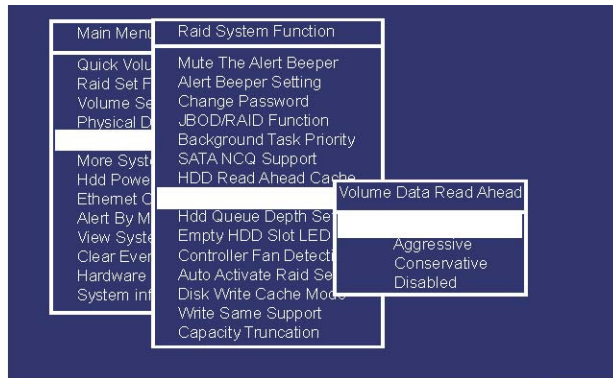 Main Menu
Quick Volu
Raid Set F
Volume Se
Physical D
More Syste
Hdd Powe
Ethernet C
Alert By M
View Syste
Clear Ever
Hardware
System inf
Raid System Function
Mute The Alert Beeper
Alert Beeper Setting
Change Password
JBOD/RAID Function
Background Task Priority
SATA NCQ Support
HDD Read Ahead Cache
Hdd Queue Depth Set
Empty HDD Slot LED
Controller Fan Detecti
Auto Activate Raid Se
Disk Write Cache Mode
Write Same Support
Capacity Truncation
Volume Data Read Ahead
Aggressive
Conservative
Disabled